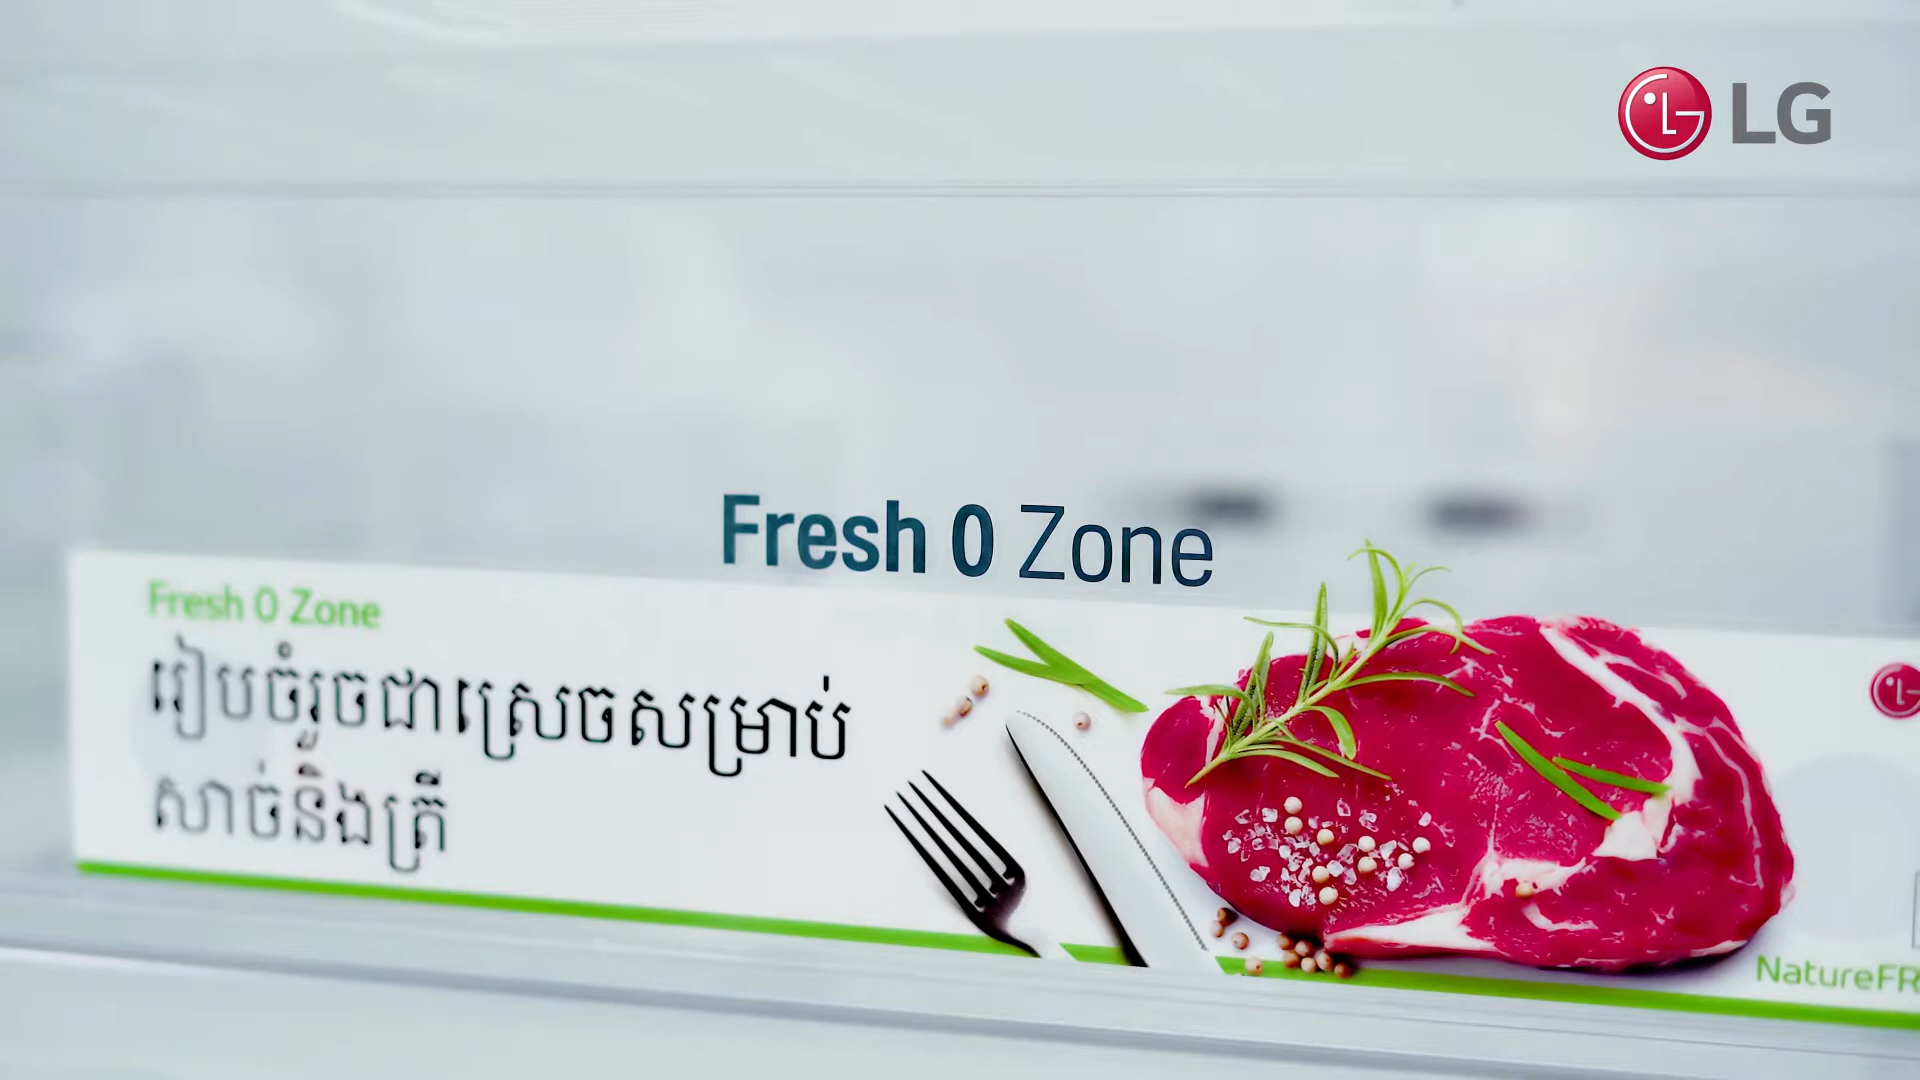 LG
Fresh 0 Zone
Fresh 0 Zone
រៀបចំរួចជាស្រេចសម្រាប់
សាច់និងត្រី
NatureFR